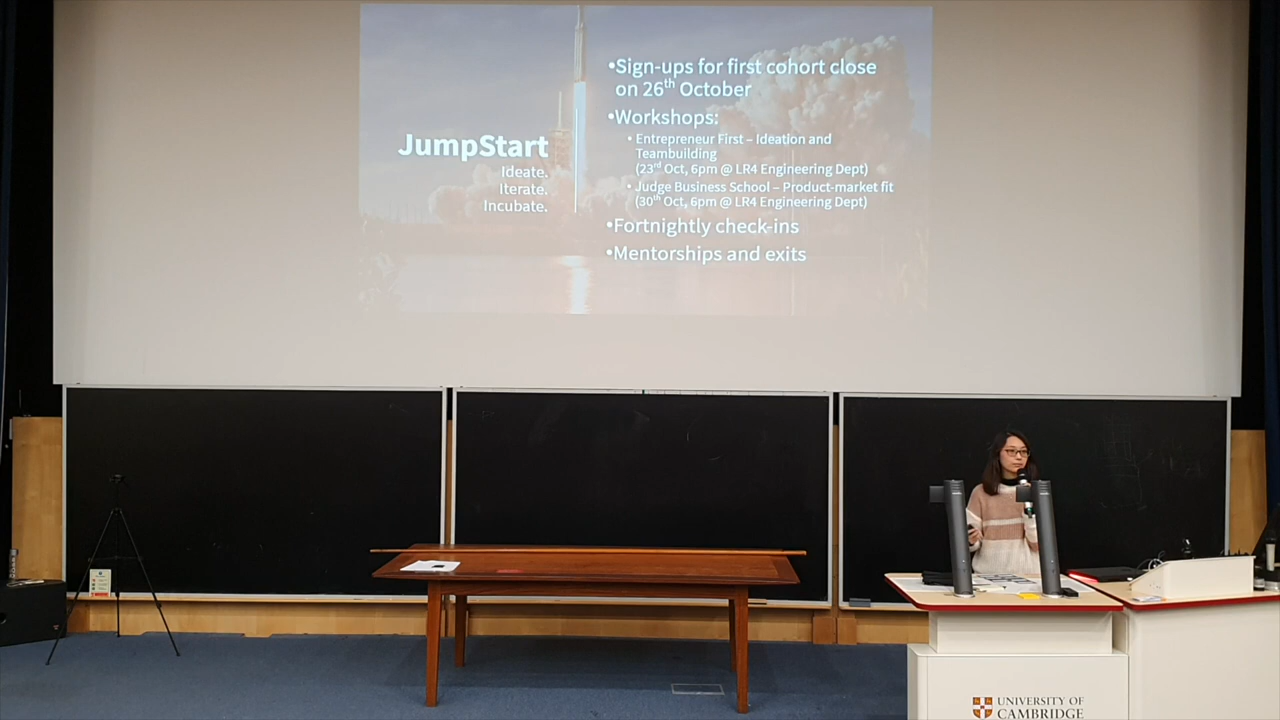 JumpStart
Ideate.
Iterate.
Incubate.
•Sign-ups for first cohort close
on 26th October
•Workshops:
• Entrepreneur First – Ideation and
Teambuilding
(23rd Oct, 6pm @ LR4 Engineering Dept)
• Judge Business School – Product-market fit
(30th Oct, 6pm @ LR4 Engineering Dept)
•Fortnightly check-ins
•Mentorships and exits
UNIVERSITY OF
CAMBRIDGE